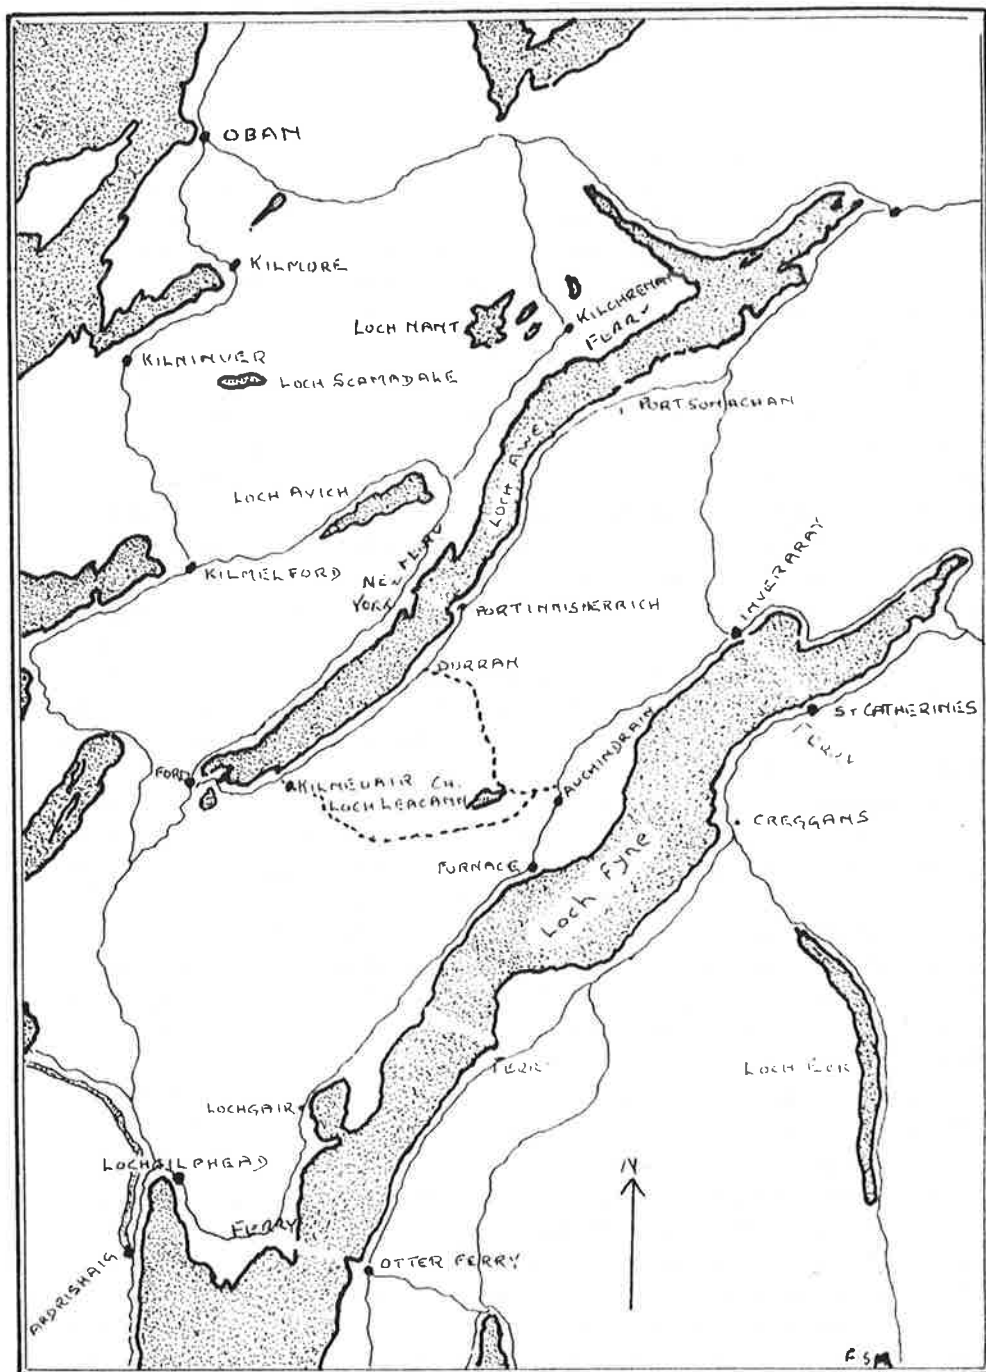 OBAN
KILMORE
LOCH NANT
KILCHRENAN
FERRY
KILNINVER
LOCH SCAMADALE
PORTSONACHAN
LOCH AWE
LOCH AVICH
KILMELFORD
NEW
YORK
PORTINNISHERRICH
INVERARAY
DURRAN
ST CATHERINES
FORD
KILNEUAIR CH.
LOCH LEACANN
AUCHINDRAIN
CREGGANS
FURNACE
Loch Fyne
FERRY
LOCH ECK
LOCHGAIR
LOCHGILPHEAD
N
FERRY
OTTER FERRY
ARDRISHAIG
FSM